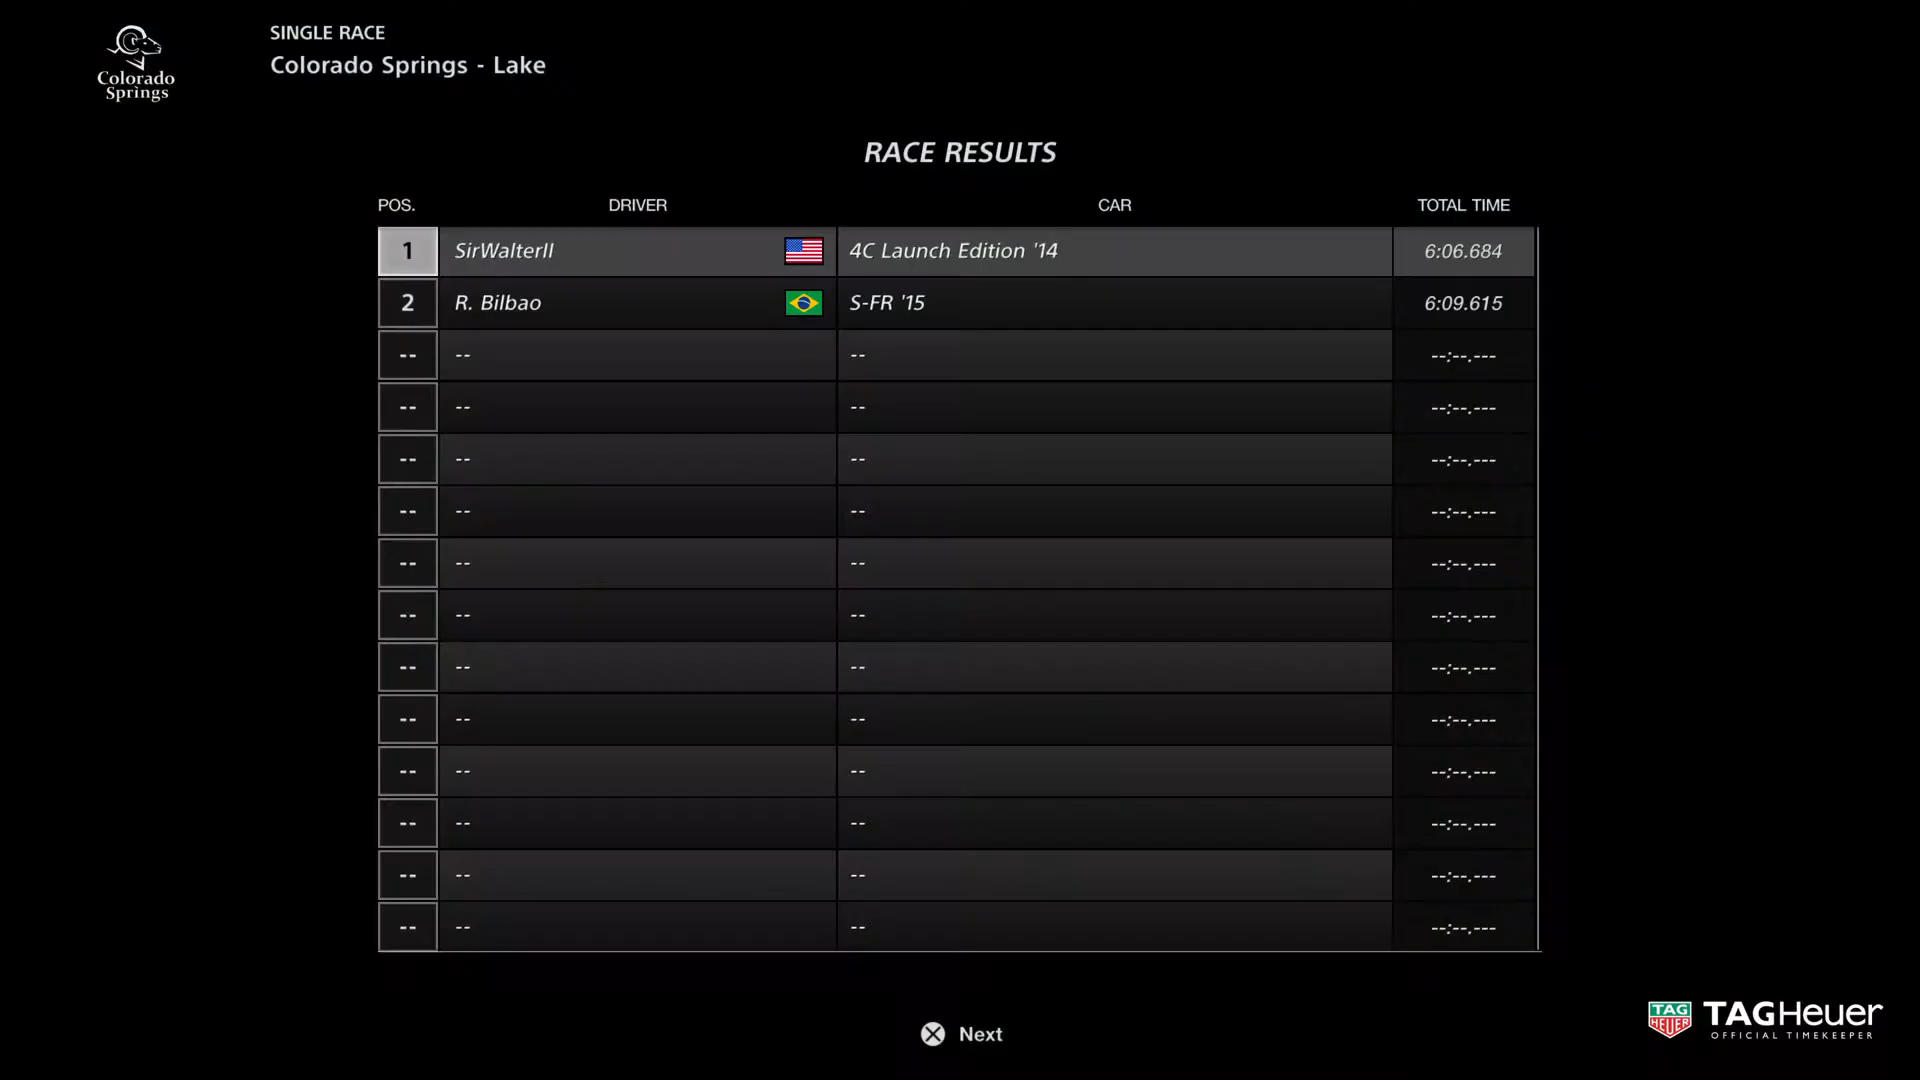 Colorado
Springs
SINGLE RACE
Colorado Springs - Lake
RACE RESULTS
POS. DRIVER CAR TOTAL TIME
1 SirWalterII 4C Launch Edition '14 6:06.684
2 R. Bilbao S-FR '15 6:09.615
-- -- -- --:--.---
-- -- -- --:--.---
-- -- -- --:--.---
-- -- -- --:--.---
-- -- -- --:--.---
-- -- -- --:--.---
-- -- -- --:--.---
-- -- -- --:--.---
-- -- -- --:--.---
-- -- -- --:--.---
-- -- -- --:--.---
-- -- -- --:--.---
Next
TAG
HEUER
TAGHeuer
OFFICIAL TIMEKEEPER